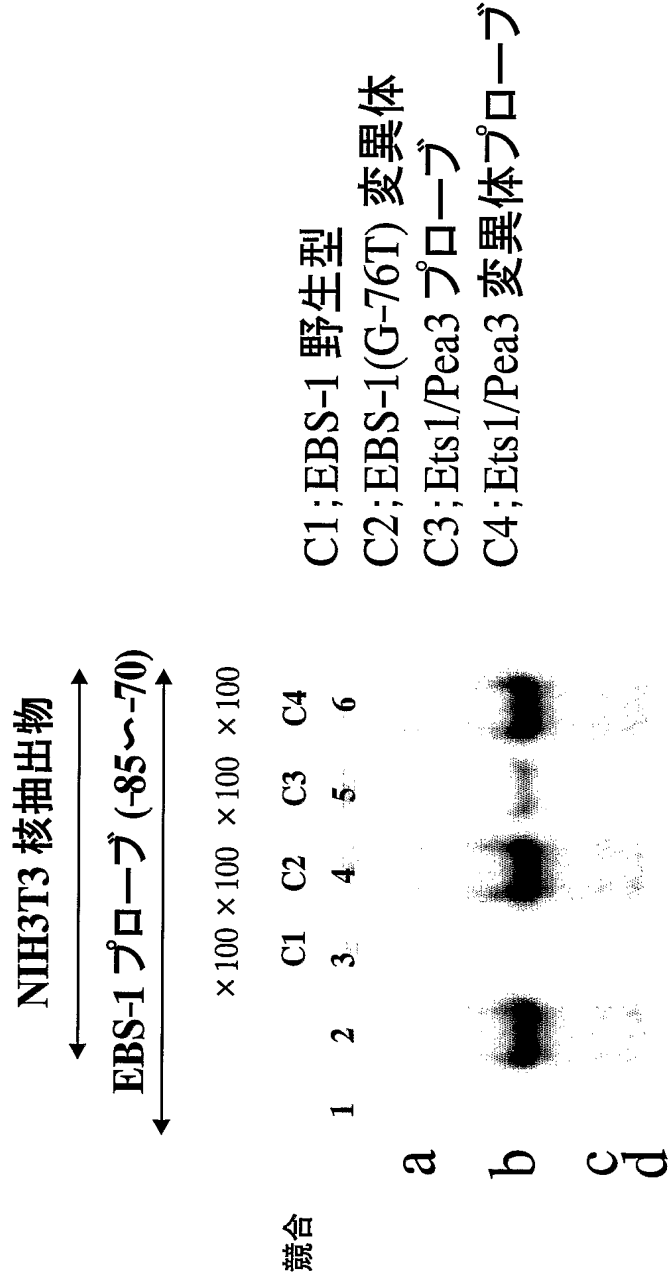 NIH3T3 核抽出物
EBS-1 プローブ (-85〜-70)
×100 ×100 ×100 ×100
競合 C1 C2 C3 C4
1 2 3 4 5 6
a
b
c
d
C1;EBS-1 野生型
C2;EBS-1(G-76T) 変異体
C3;Ets1/Pea3 プローブ
C4;Ets1/Pea3 変異体プローブ